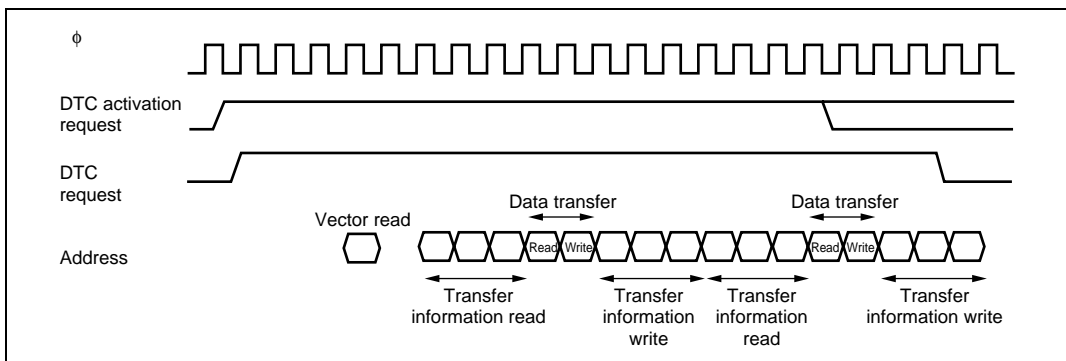 ϕ
DTC activation
request
DTC
request
Data transfer
Data transfer
Vector read
Address
Read Write
Read Write
Transfer
information read
Transfer
information
write
Transfer
information
read
Transfer
information write